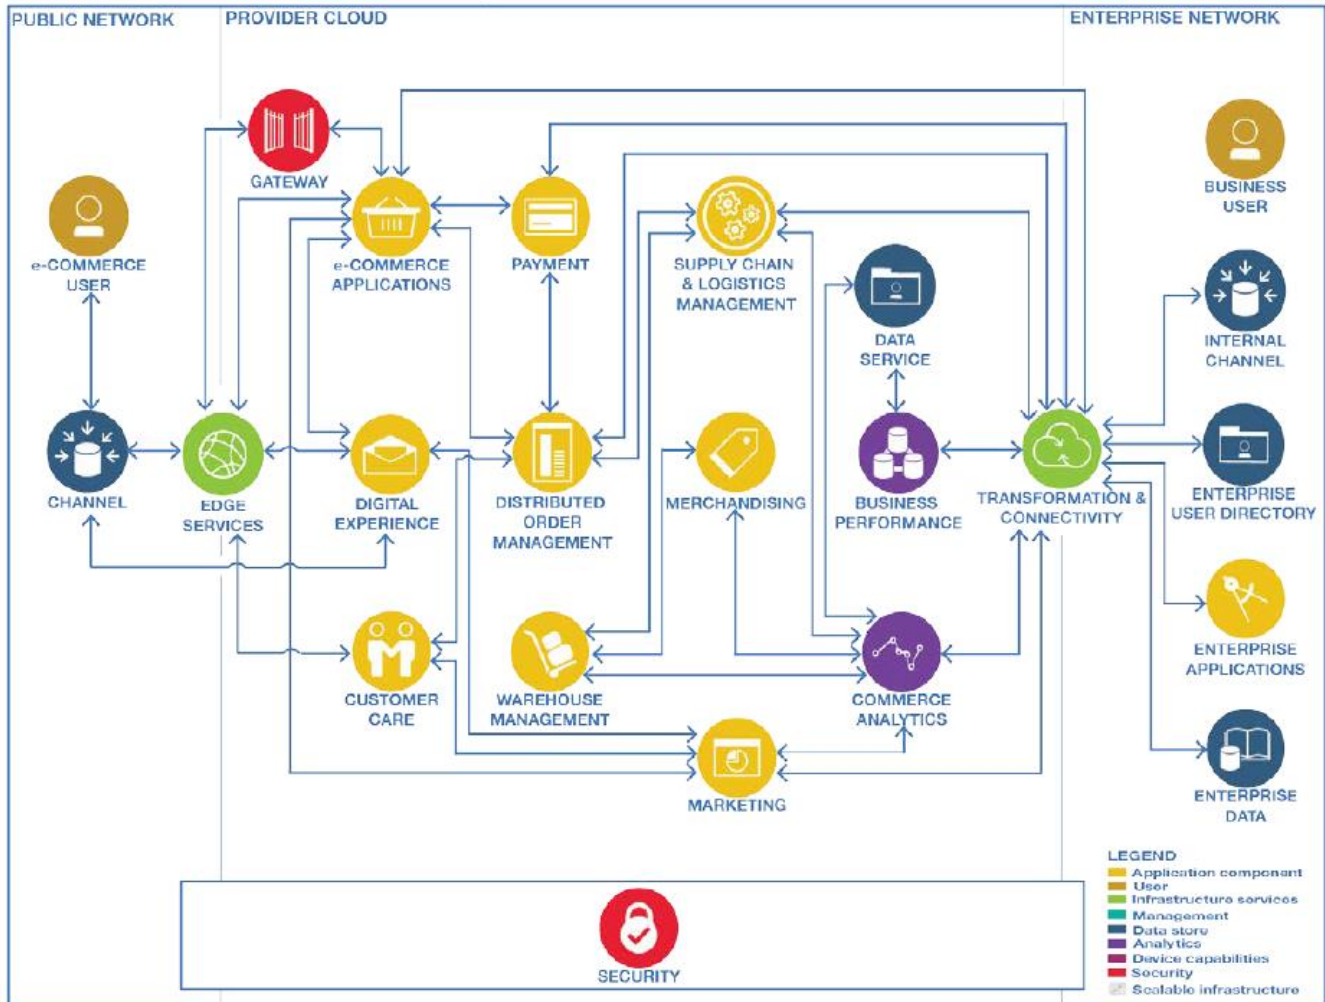 PUBLIC NETWORK
PROVIDER CLOUD
ENTERPRISE NETWORK
GATEWAY
e-COMMERCE
USER
e-COMMERCE
APPLICATIONS
PAYMENT
SUPPLY CHAIN
& LOGISTICS
MANAGEMENT
BUSINESS
USER
DATA
SERVICE
INTERNAL
CHANNEL
CHANNEL
EDGE
SERVICES
DIGITAL
EXPERIENCE
DISTRIBUTED
ORDER
MANAGEMENT
MERCHANDISING
BUSINESS
PERFORMANCE
TRANSFORMATION &
CONNECTIVITY
ENTERPRISE
USER DIRECTORY
CUSTOMER
CARE
WAREHOUSE
MANAGEMENT
COMMERCE
ANALYTICS
ENTERPRISE
APPLICATIONS
MARKETING
ENTERPRISE
DATA
SECURITY
LEGEND
Application component
User
Infrastructure services
Management
Data store
Analytics
Device capabilities
Security
Scalable infrastructure